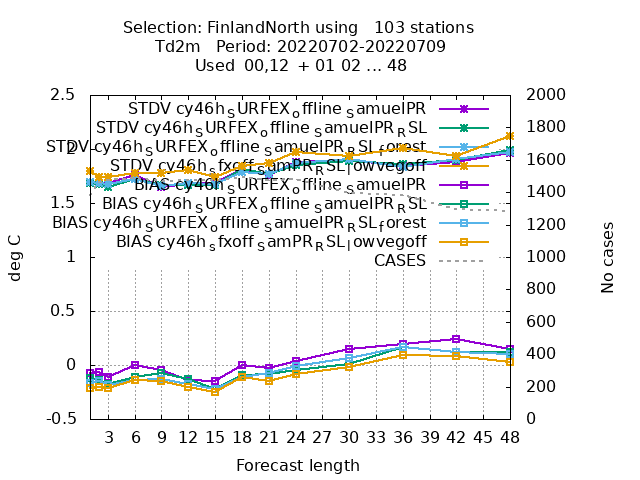 Selection: FinlandNorth using   103 stations
Td2m   Period: 20220702-20220709
Used  00,12  + 01 02 ... 48
STDV cy46h_SURFEX_offline_SamuelPR
STDV cy46h_SURFEX_offline_SamuelPR_RSL
STDV cy46h_SURFEX_offline_SamuelPR_RSL_forest
STDV cy46h_sfxoff_SamPR_RSL_lowvegoff
BIAS cy46h_SURFEX_offline_SamuelPR
BIAS cy46h_SURFEX_offline_SamuelPR_RSL
BIAS cy46h_SURFEX_offline_SamuelPR_RSL_forest
BIAS cy46h_sfxoff_SamPR_RSL_lowvegoff
CASES
deg C
2.5
2
1.5
1
0.5
0
-0.5
2000
1800
1600
1400
1200
1000
800
600
400
200
0
No cases
3 6 9 12 15 18 21 24 27 30 33 36 39 42 45 48
Forecast length